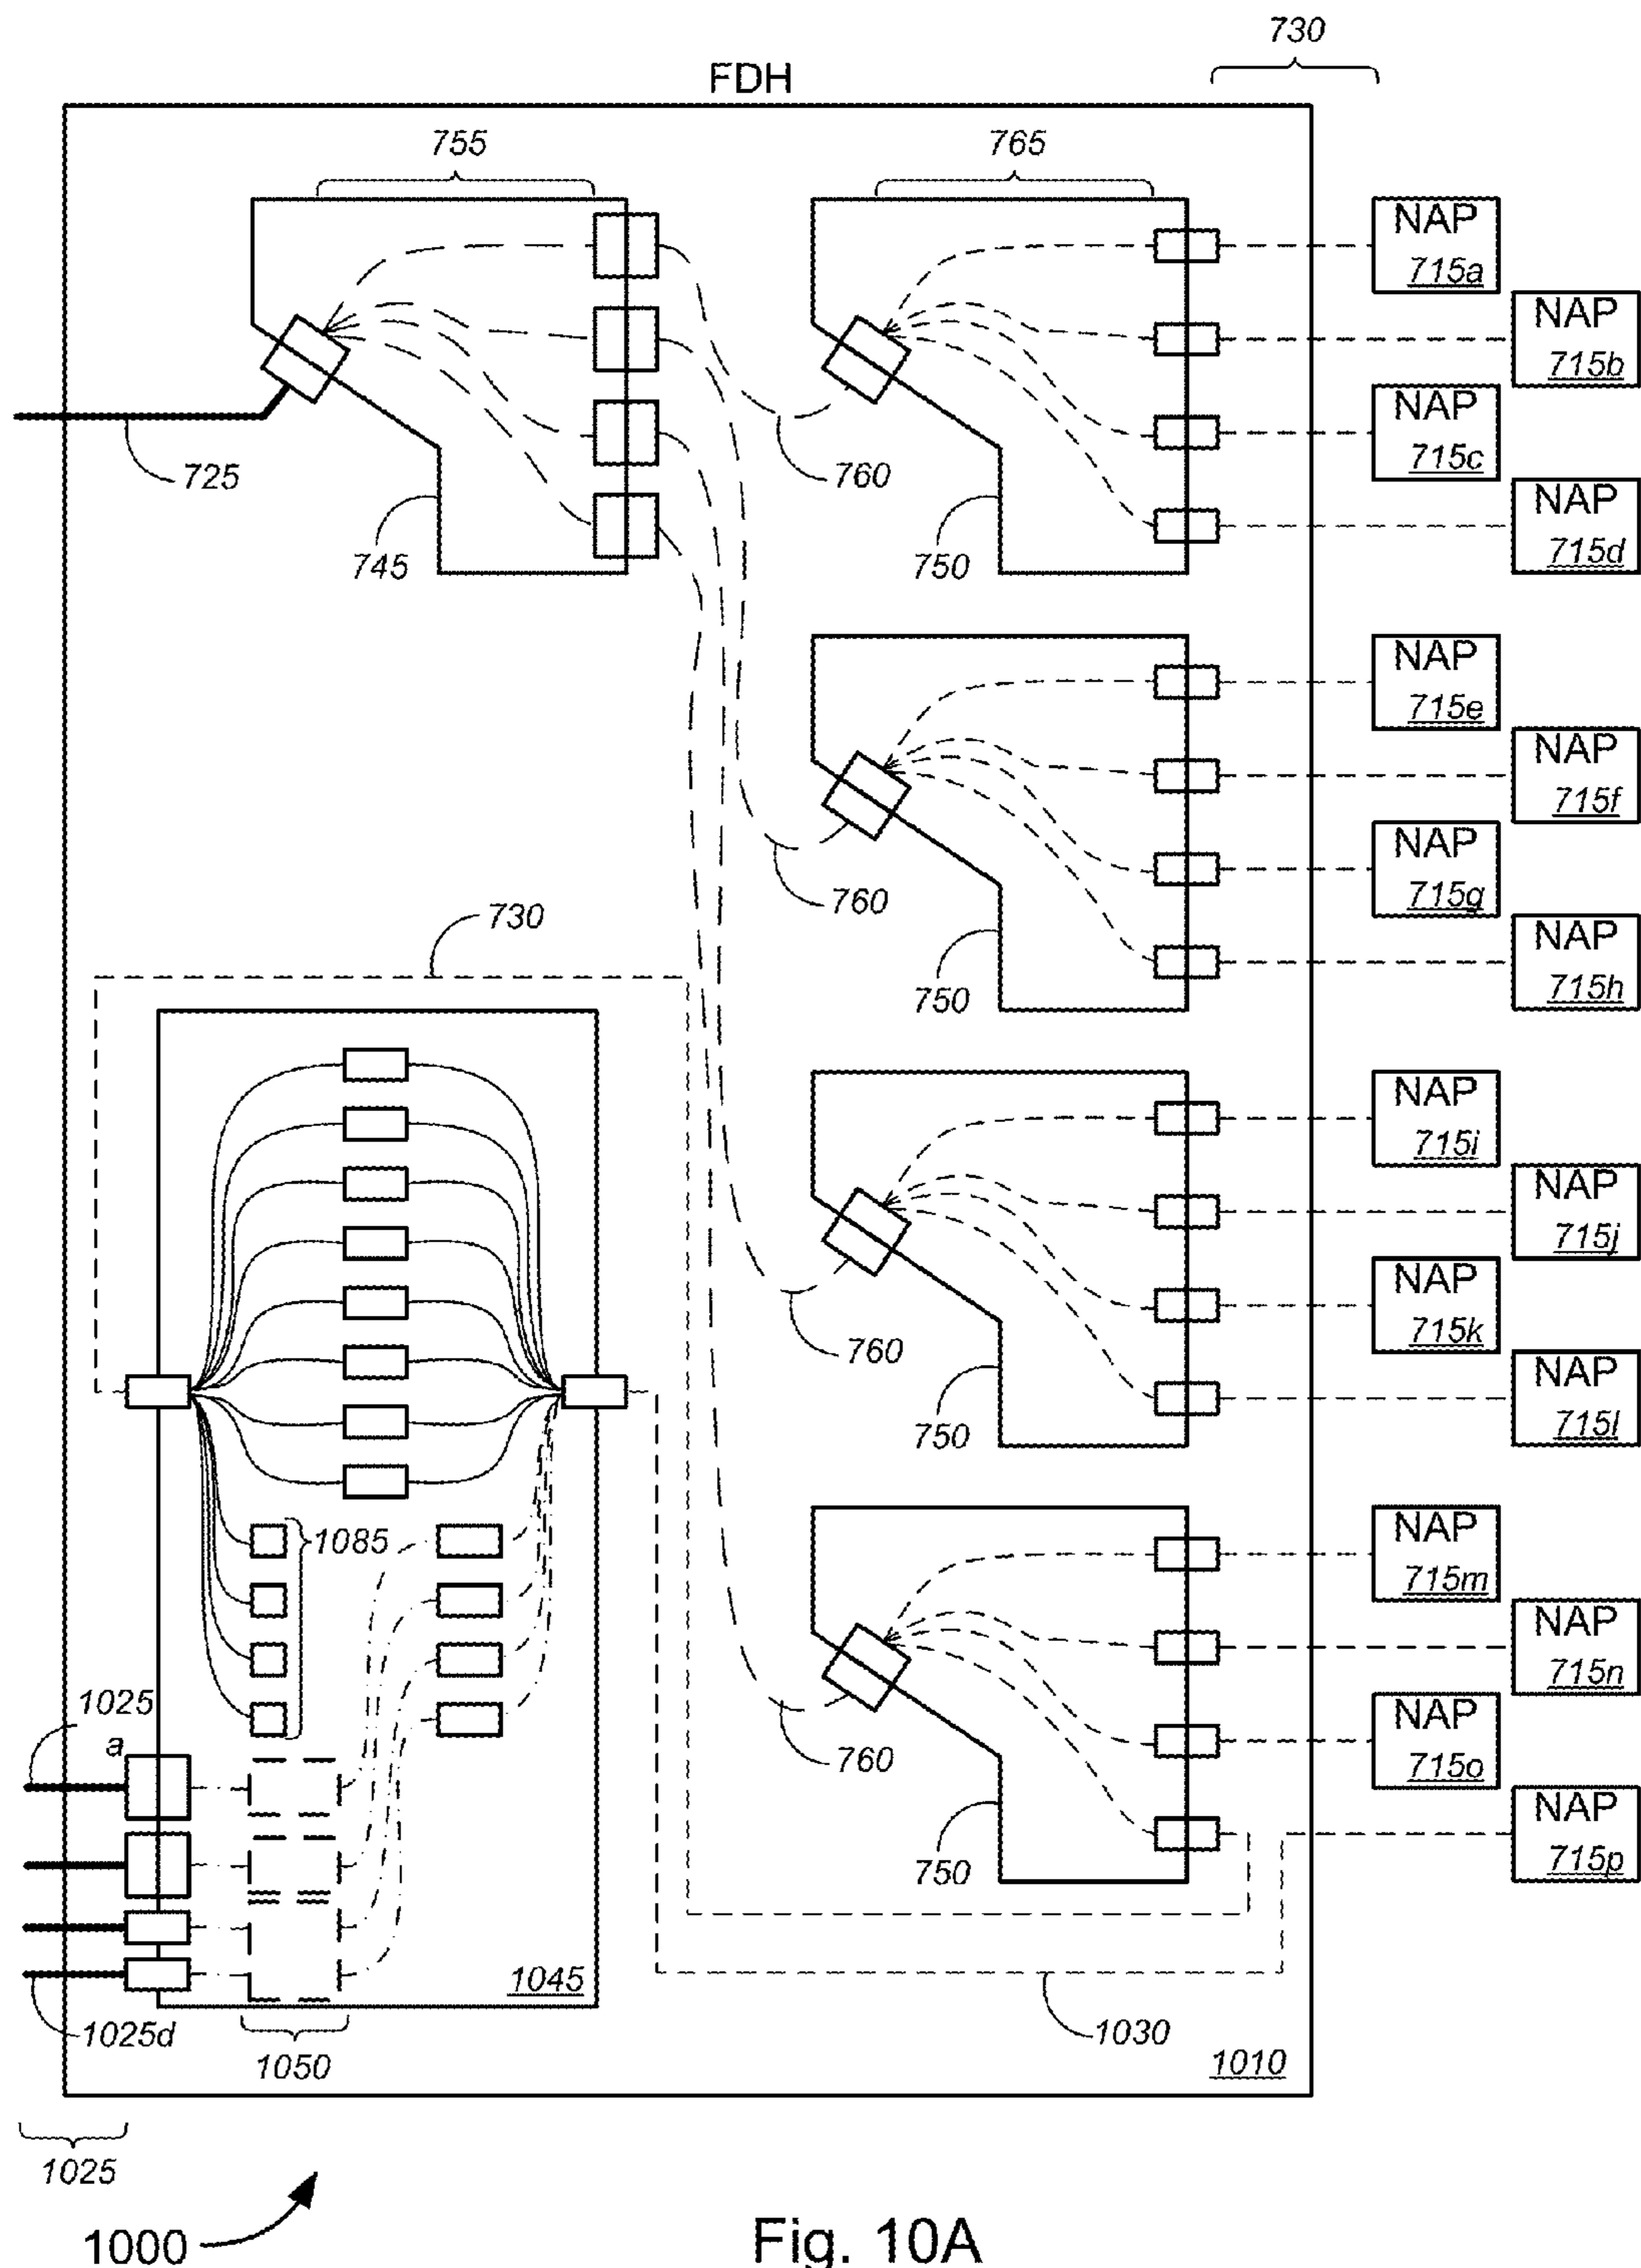 730
FDH
755
765
NAP
715a
NAP
715b
NAP
715c
725
760
NAP
715d
745
750
NAP
715e
NAP
715f
NAP
715g
760
730
NAP
715h
750
NAP
715i
NAP
715j
NAP
715k
760
NAP
715l
750
1085
NAP
715m
NAP
715n
1025
a
NAP
715o
760
NAP
715p
750
1045
1025d
1050
1030
1010
1025
1000
Fig. 10A